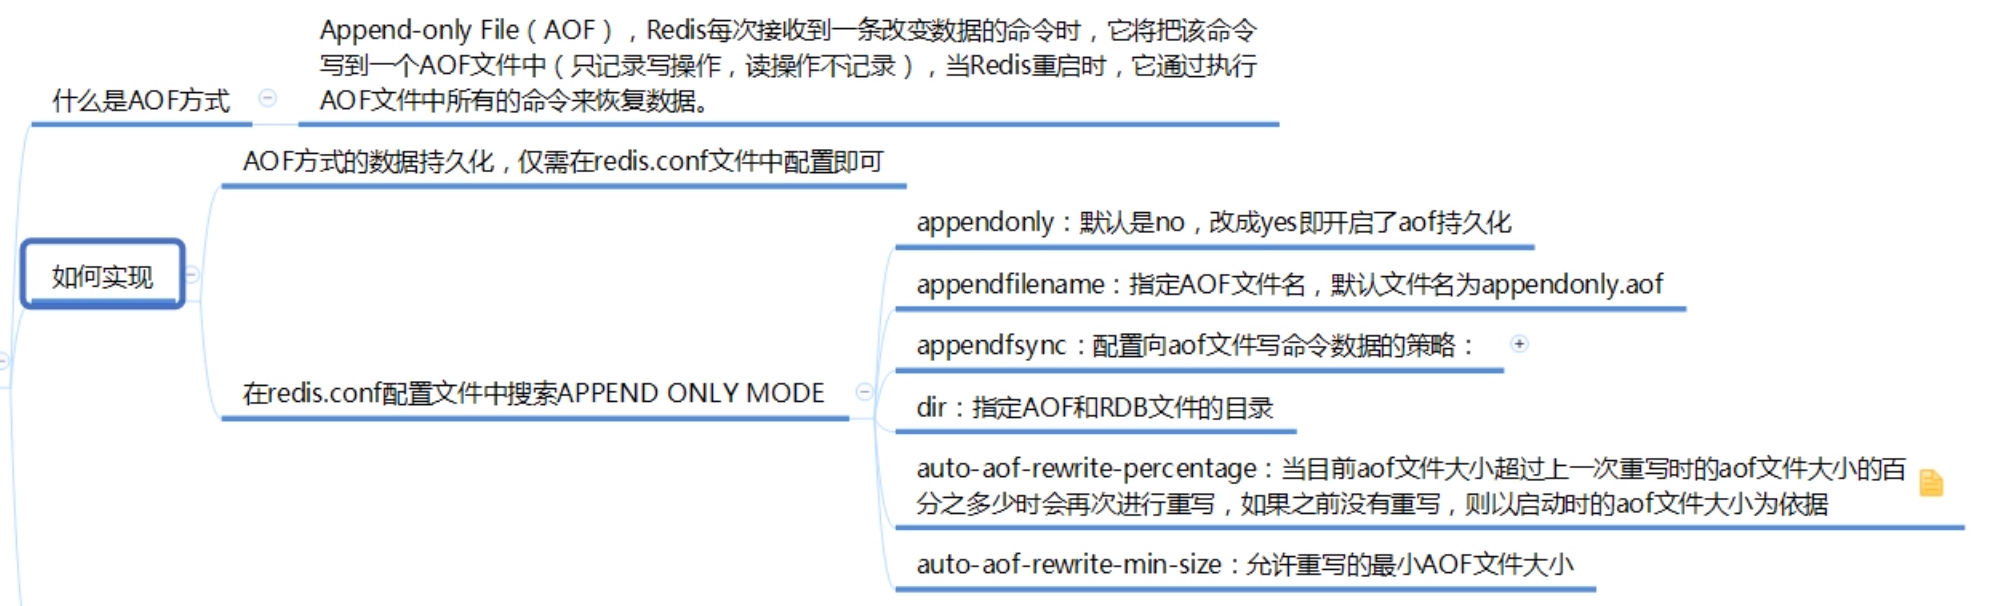 Append-only File（AOF），Redis每次接收到一条改变数据的命令时，它将把该命令
写到一个AOF文件中（只记录写操作，读操作不记录），当Redis重启时，它通过执行
AOF文件中所有的命令来恢复数据。
什么是AOF方式
AOF方式的数据持久化，仅需在redis.conf文件中配置即可
如何实现
在redis.conf配置文件中搜索APPEND ONLY MODE
appendonly：默认是no，改成yes即开启了aof持久化
appendfilename：指定AOF文件名，默认文件名为appendonly.aof
appendfsync：配置向aof文件写命令数据的策略：
dir：指定AOF和RDB文件的目录
auto-aof-rewrite-percentage：当目前aof文件大小超过上一次重写时的aof文件大小的百
分之多少时会再次进行重写，如果之前没有重写，则以启动时的aof文件大小为依据
auto-aof-rewrite-min-size：允许重写的最小AOF文件大小